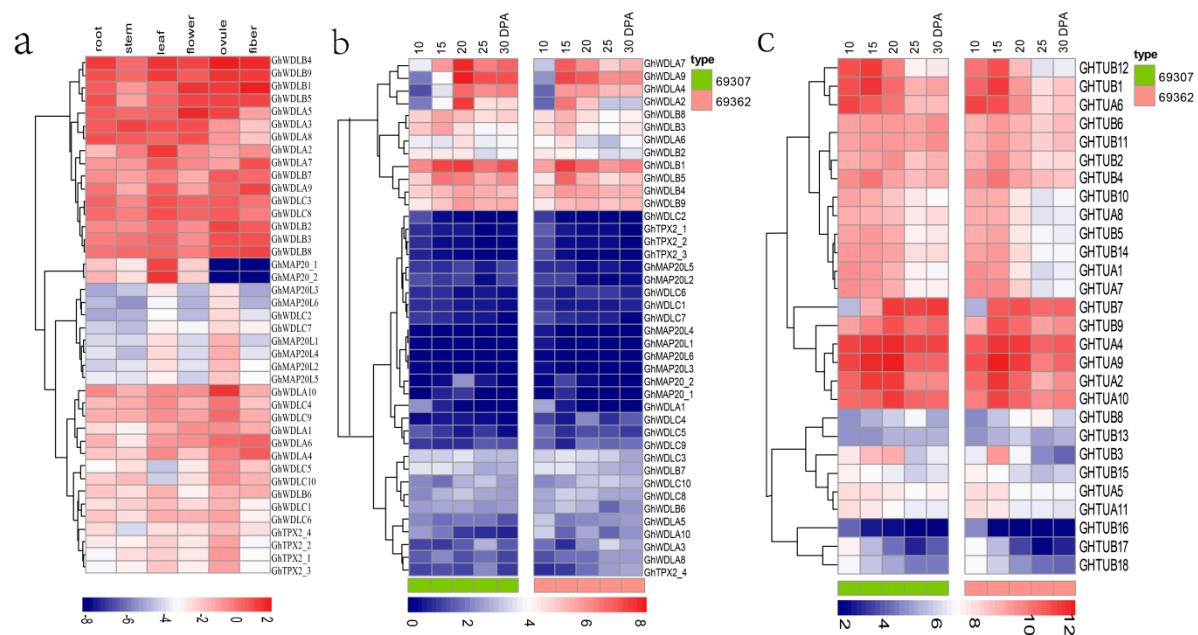 a
root
stem
leaf
flower
ovule
fiber
GhWDLB4
GhWDLB9
GhWDLB1
GhWDLB5
GhWDLA5
GhWDLA3
GhWDLA8
GhWDLA2
GhWDLA7
GhWDLB7
GhWDLA9
GhWDLC3
GhWDLC8
GhWDLB2
GhWDLB3
GhWDLB8
GhMAP20_1
GhMAP20_2
GhMAP20L3
GhMAP20L6
GhWDLC2
GhWDLC7
GhMAP20L1
GhMAP20L4
GhMAP20L2
GhMAP20L5
GhWDLA10
GhWDLC4
GhWDLC9
GhWDLA1
GhWDLA6
GhWDLA4
GhWDLC5
GhWDLC10
GhWDLB6
GhWDLC1
GhWDLC6
GhTPX2_4
GhTPX2_2
GhTPX2_1
GhTPX2_3
-8
-6
-4
-2
0
2
b
10
15
20
25
30 DPA
10
15
20
25
30 DPA
type
69307
69362
GhWDLA7
GhWDLA9
GhWDLA4
GhWDLA2
GhWDLB8
GhWDLB3
GhWDLA6
GhWDLB2
GhWDLB1
GhWDLB5
GhWDLB4
GhWDLB9
GhWDLC2
GhTPX2_1
GhTPX2_2
GhTPX2_3
GhMAP20L5
GhMAP20L2
GhWDLC6
GhWDLC1
GhWDLC7
GhMAP20L4
GhMAP20L1
GhMAP20L6
GhMAP20L3
GhMAP20_2
GhMAP20_1
GhWDLA1
GhWDLC4
GhWDLC5
GhWDLC9
GhWDLC3
GhWDLB7
GhWDLC10
GhWDLC8
GhWDLB6
GhWDLA5
GhWDLA10
GhWDLA3
GhWDLA8
GhTPX2_4
0
2
4
6
8
c
10
15
20
25
30 DPA
10
15
20
25
30 DPA
type
69307
69362
GHTUB12
GHTUB1
GHTUA6
GHTUB6
GHTUB11
GHTUB2
GHTUB4
GHTUB10
GHTUA8
GHTUB5
GHTUB14
GHTUA1
GHTUA7
GHTUB7
GHTUB9
GHTUA4
GHTUA9
GHTUA2
GHTUA10
GHTUB8
GHTUB13
GHTUB3
GHTUB15
GHTUA5
GHTUA11
GHTUB16
GHTUB17
GHTUB18
2
4
6
8
10
12